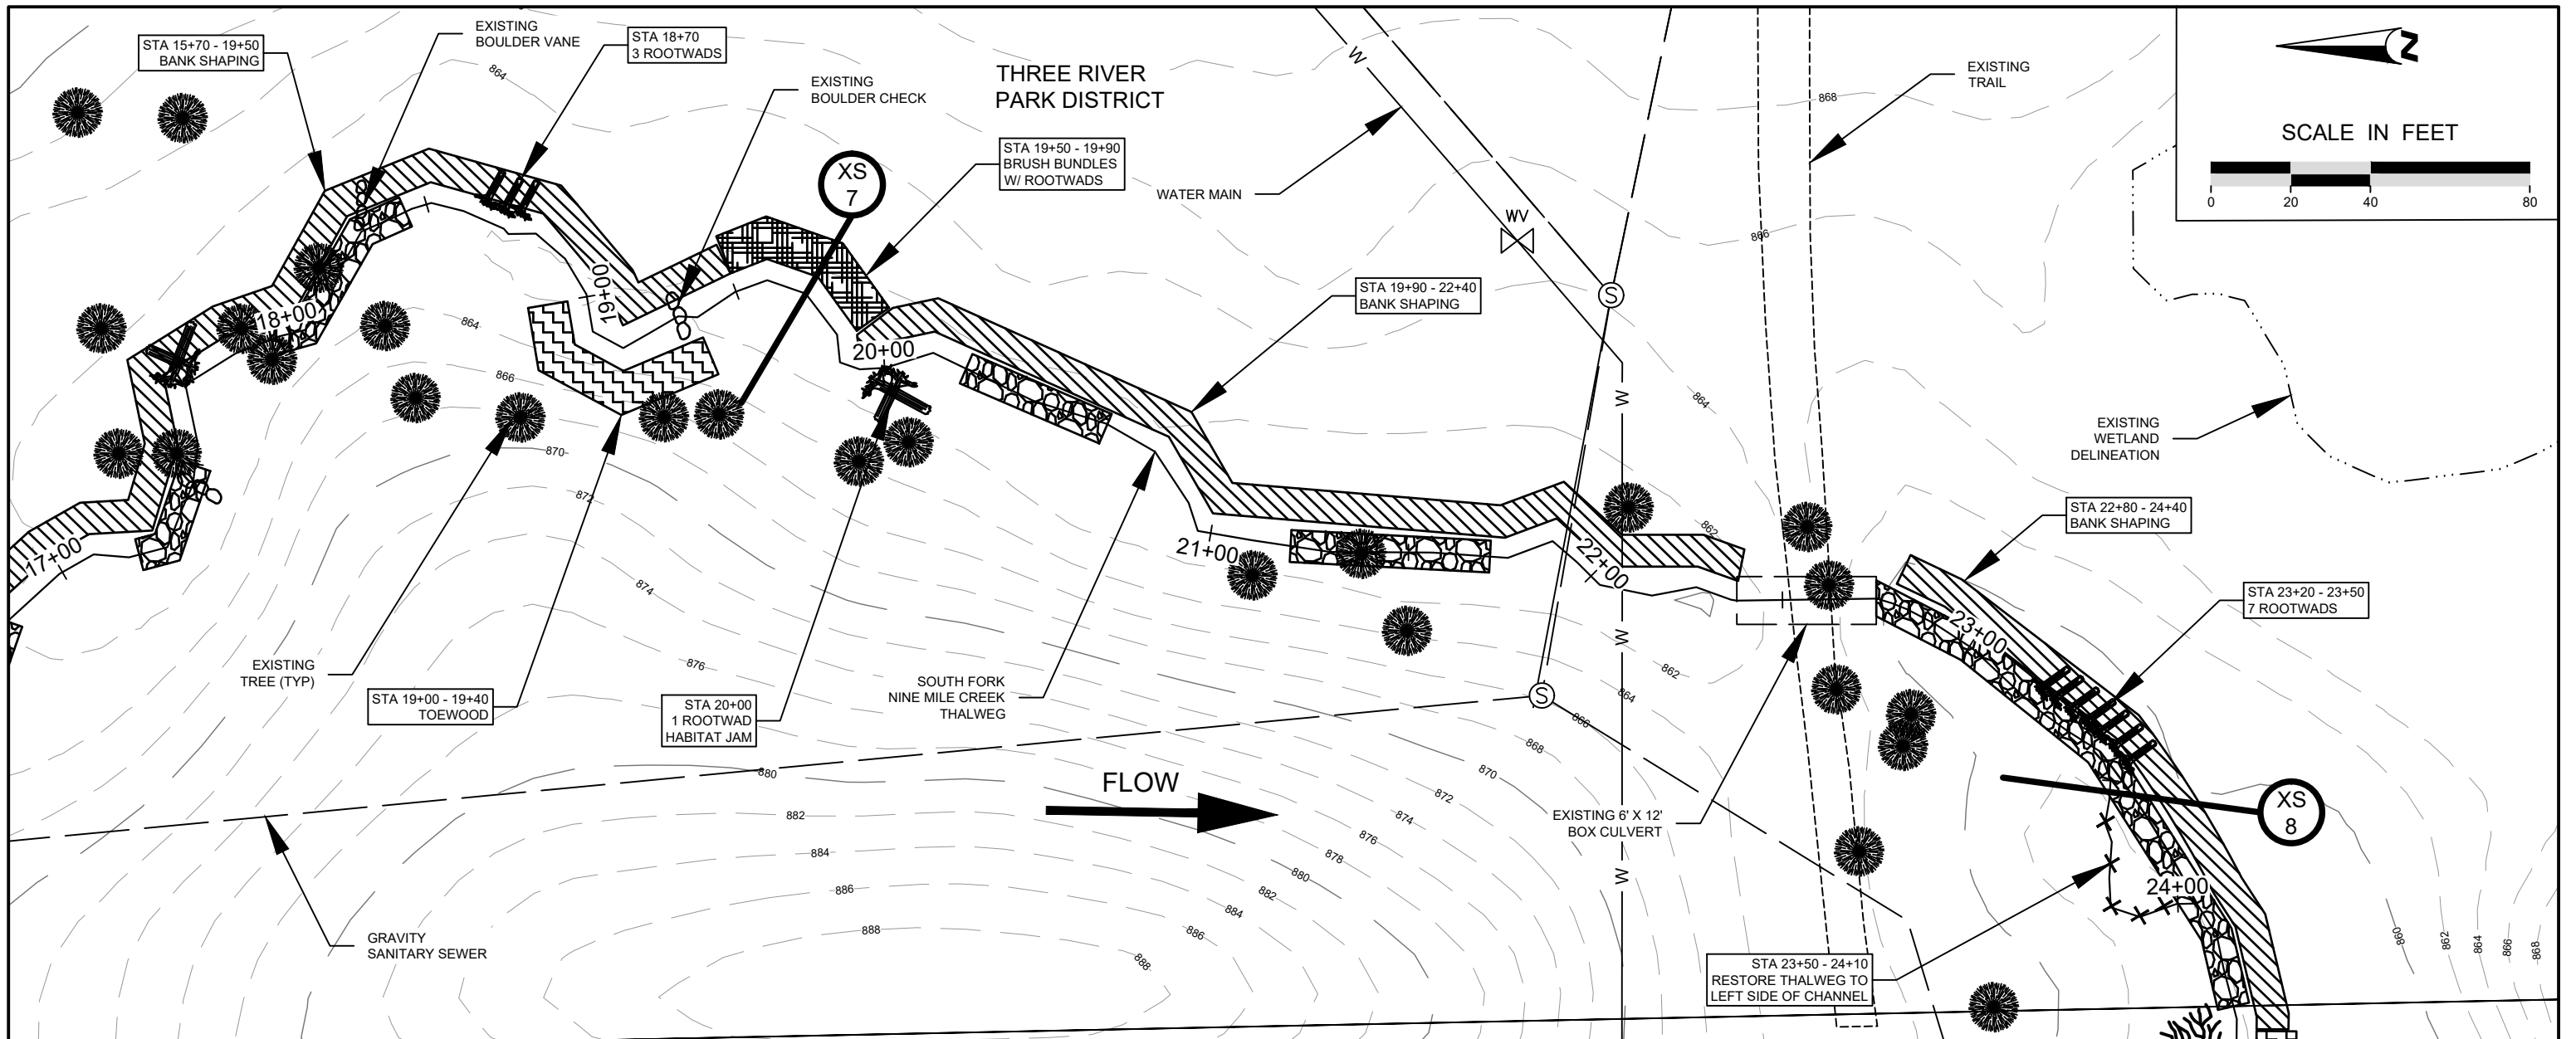 STA 15+70 - 19+50
BANK SHAPING
EXISTING
BOULDER VANE
STA 18+70
3 ROOTWADS
EXISTING
BOULDER CHECK
THREE RIVER
PARK DISTRICT
STA 19+50 - 19+90
BRUSH BUNDLES
W/ ROOTWADS
XS
7
WATER MAIN
W
WV
S
EXISTING
TRAIL
N
SCALE IN FEET
0
20
40
80
864
868
866
STA 19+90 - 22+40
BANK SHAPING
EXISTING
WETLAND
DELINEATION
STA 22+80 - 24+40
BANK SHAPING
STA 23+20 - 23+50
7 ROOTWADS
17+00
18+00
19+00
20+00
21+00
22+00
23+00
24+00
864
866
870
872
874
876
880
882
884
886
888
W
W
W
864
862
862
864
866
868
870
872
874
876
878
880
882
884
886
888
S
EXISTING
TREE (TYP)
STA 19+00 - 19+40
TOEWOOD
STA 20+00
1 ROOTWAD
HABITAT JAM
SOUTH FORK
NINE MILE CREEK
THALWEG
FLOW
EXISTING 6' X 12'
BOX CULVERT
XS
8
GRAVITY
SANITARY SEWER
STA 23+50 - 24+10
RESTORE THALWEG TO
LEFT SIDE OF CHANNEL
860
862
864
866
868